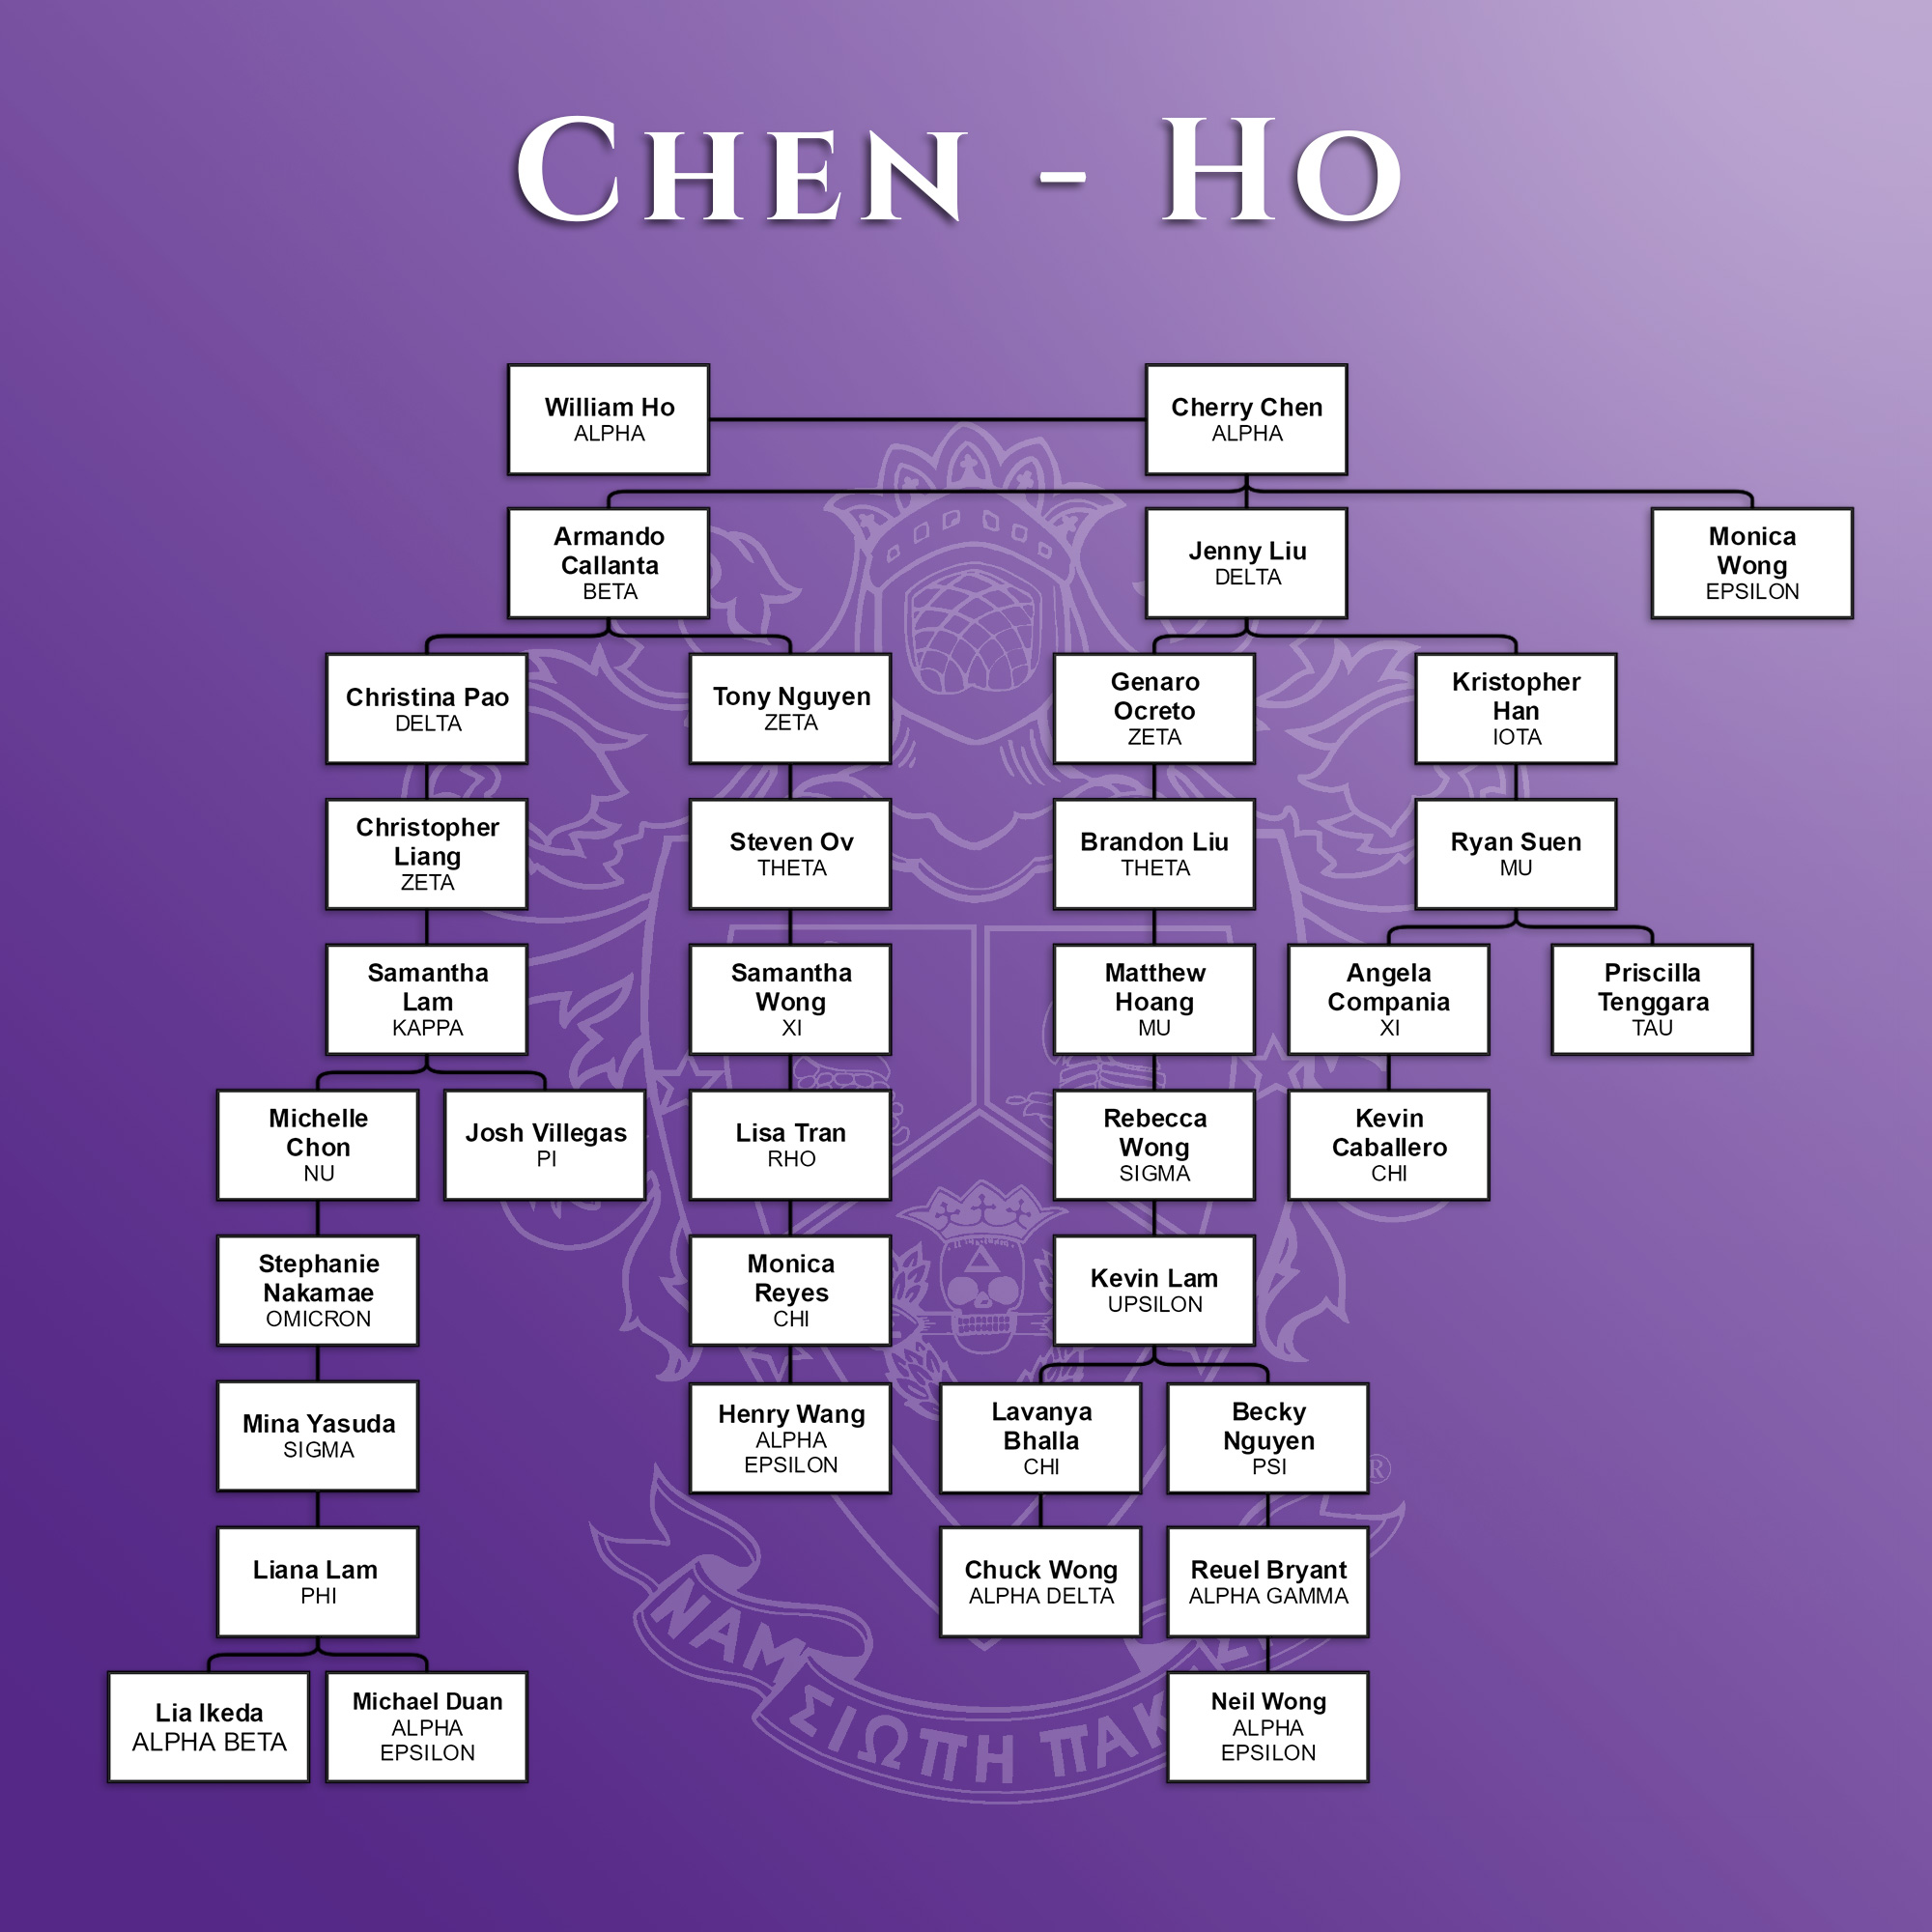 CHEN - HO
William Ho
ALPHA
Cherry Chen
ALPHA
Armando
Callanta
BETA
Jenny Liu
DELTA
Monica
Wong
EPSILON
Christina Pao
DELTA
Tony Nguyen
ZETA
Genaro
Ocreto
ZETA
Kristopher
Han
IOTA
Christopher
Liang
ZETA
Steven Ov
THETA
Brandon Liu
THETA
Ryan Suen
MU
Samantha
Lam
KAPPA
Samantha
Wong
XI
Matthew
Hoang
MU
Angela
Compania
XI
Priscilla
Tenggara
TAU
Michelle
Chon
NU
Josh Villegas
PI
Lisa Tran
RHO
Rebecca
Wong
SIGMA
Kevin
Caballero
CHI
Stephanie
Nakamae
OMICRON
Monica
Reyes
CHI
Kevin Lam
UPSILON
Mina Yasuda
SIGMA
Henry Wang
ALPHA
EPSILON
Lavanya
Bhalla
CHI
Becky
Nguyen
PSI
®
Liana Lam
PHI
Chuck Wong
ALPHA DELTA
Reuel Bryant
ALPHA GAMMA
Lia Ikeda
ALPHA BETA
Michael Duan
ALPHA
EPSILON
Neil Wong
ALPHA
EPSILON
ΣΙΩΠΗ